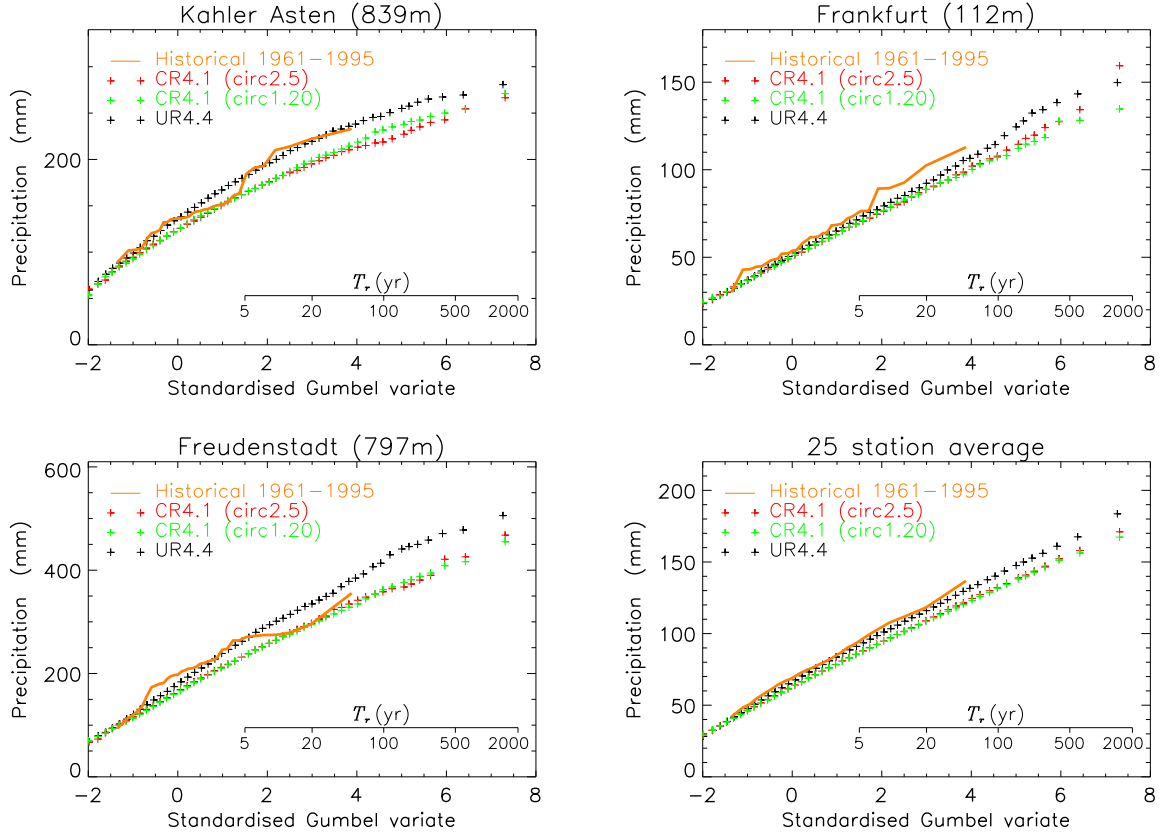 Kahler Asten (839m)
Historical 1961-1995
CR4.1 (circ2.5)
CR4.1 (circ1.20)
UR4.4
Precipitation (mm)
200
0
Tr (yr)
5 20 100 500 2000
-2 0 2 4 6 8
Standardised Gumbel variate
Frankfurt (112m)
Historical 1961-1995
CR4.1 (circ2.5)
CR4.1 (circ1.20)
UR4.4
Precipitation (mm)
150
100
50
0
Tr (yr)
5 20 100 500 2000
-2 0 2 4 6 8
Standardised Gumbel variate
Freudenstadt (797m)
Historical 1961-1995
CR4.1 (circ2.5)
CR4.1 (circ1.20)
UR4.4
Precipitation (mm)
600
400
200
0
Tr (yr)
5 20 100 500 2000
-2 0 2 4 6 8
Standardised Gumbel variate
25 station average
Historical 1961-1995
CR4.1 (circ2.5)
CR4.1 (circ1.20)
UR4.4
Precipitation (mm)
200
150
100
50
0
Tr (yr)
5 20 100 500 2000
-2 0 2 4 6 8
Standardised Gumbel variate